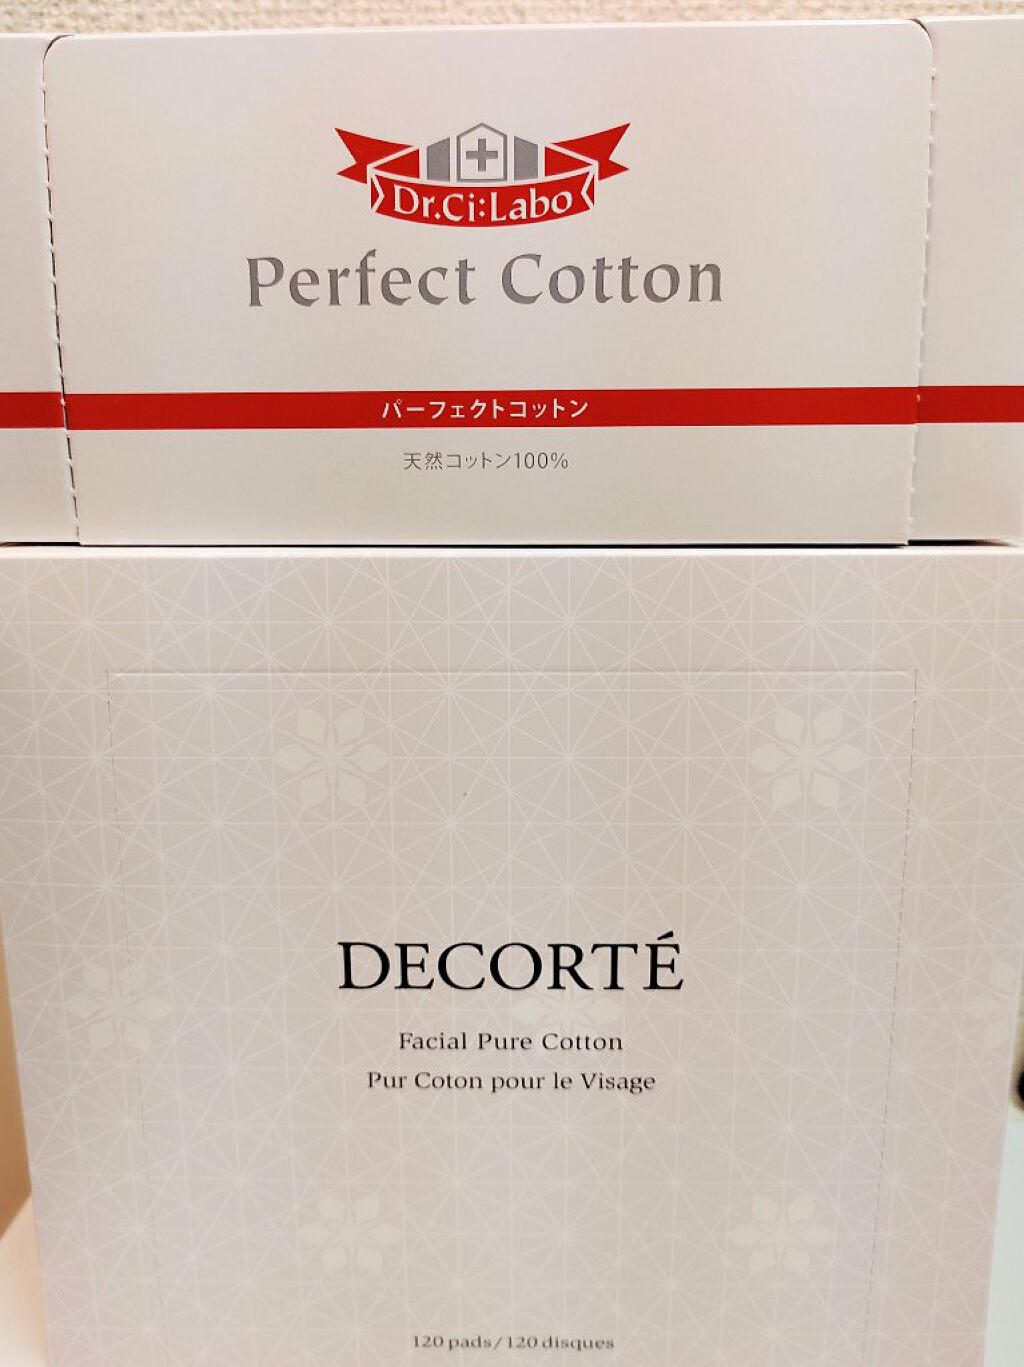 Dr.Ci:Labo
Perfect Cotton
パーフェクトコットン
天然コットン100%
DECORTÉ
Facial Pure Cotton
Pur Coton pour le Visage
120 pads/120 disques